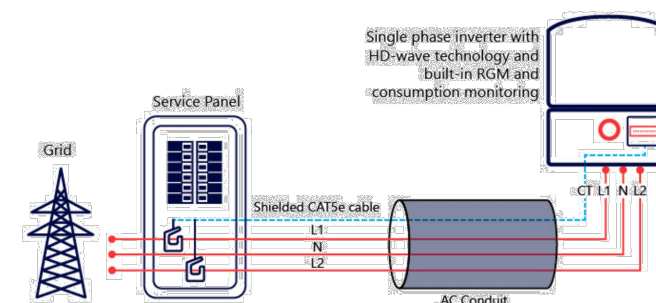 Single phase inverter with
HD-wave technology and
built-in RGM and
consumption monitoring
Service Panel
Grid
CT L1 N L2
Shielded CAT5e cable
L1
N
L2
AC Conduit